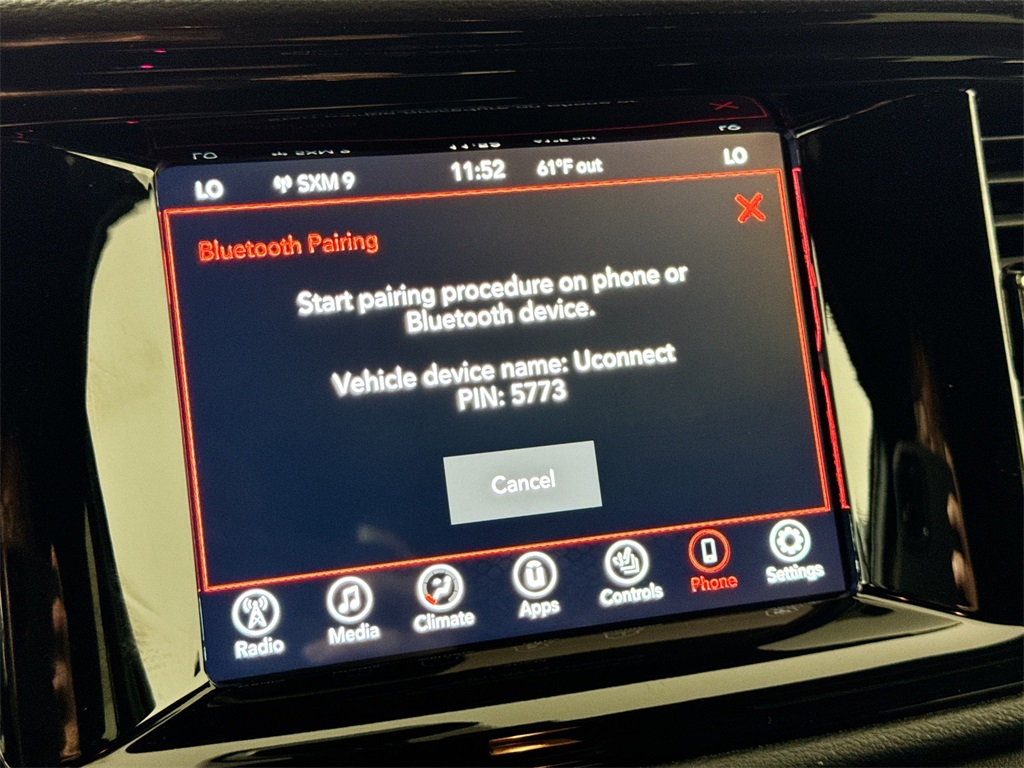 LO SXM 9 11:52 61°F out LO
Bluetooth Pairing
Start pairing procedure on phone or
Bluetooth device.
Vehicle device name: Uconnect
PIN: 5773
Cancel
Radio Media Climate Apps Controls Phone Settings